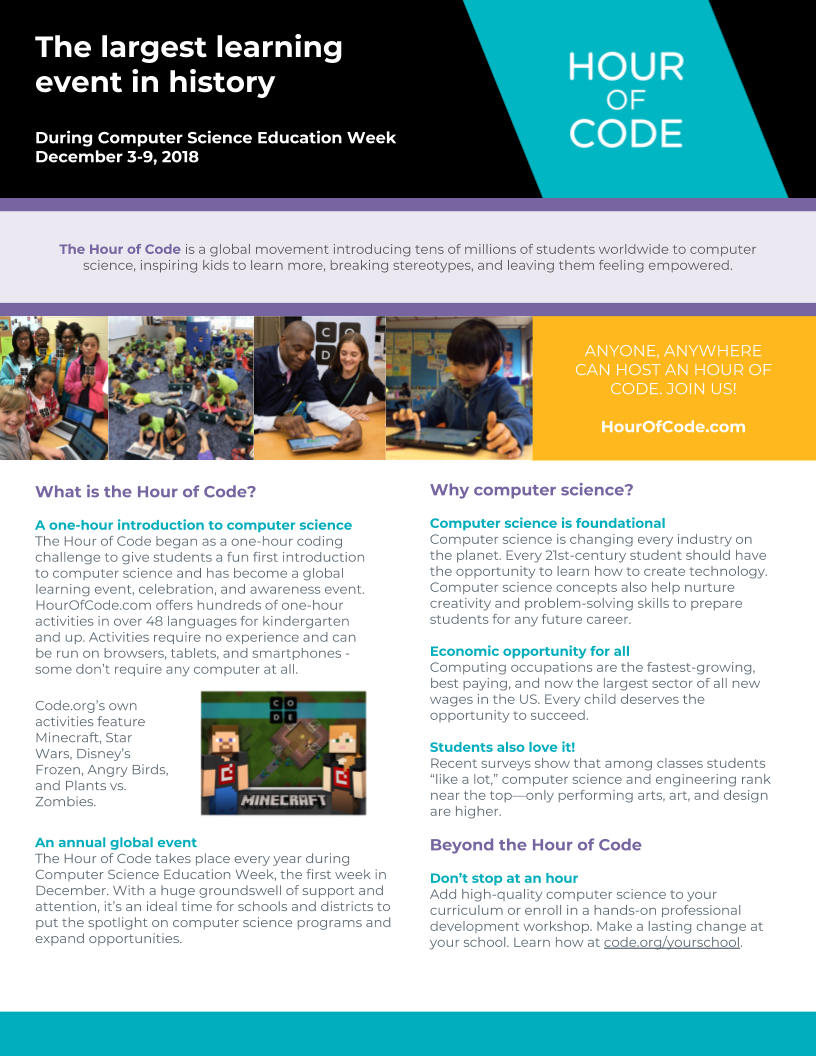 The largest learning
event in history
During Computer Science Education Week
December 3-9, 2018
HOUR
OF
CODE
The Hour of Code is a global movement introducing tens of millions of students worldwide to computer
science, inspiring kids to learn more, breaking stereotypes, and leaving them feeling empowered.
C O
D
ANYONE, ANYWHERE
CAN HOST AN HOUR OF
CODE. JOIN US!
HourOfCode.com
What is the Hour of Code?
A one-hour introduction to computer science
The Hour of Code began as a one-hour coding
challenge to give students a fun first introduction
to computer science and has become a global
learning event, celebration, and awareness event.
HourOfCode.com offers hundreds of one-hour
activities in over 48 languages for kindergarten
and up. Activities require no experience and can
be run on browsers, tablets, and smartphones -
some don’t require any computer at all.
Code.org’s own
activities feature
Minecraft, Star
Wars, Disney’s
Frozen, Angry Birds,
and Plants vs.
Zombies.
C O
D E
MINECRAFT
An annual global event
The Hour of Code takes place every year during
Computer Science Education Week, the first week in
December. With a huge groundswell of support and
attention, it’s an ideal time for schools and districts to
put the spotlight on computer science programs and
expand opportunities.
Why computer science?
Computer science is foundational
Computer science is changing every industry on
the planet. Every 21st-century student should have
the opportunity to learn how to create technology.
Computer science concepts also help nurture
creativity and problem-solving skills to prepare
students for any future career.
Economic opportunity for all
Computing occupations are the fastest-growing,
best paying, and now the largest sector of all new
wages in the US. Every child deserves the
opportunity to succeed.
Students also love it!
Recent surveys show that among classes students
“like a lot,” computer science and engineering rank
near the top—only performing arts, art, and design
are higher.
Beyond the Hour of Code
Don’t stop at an hour
Add high-quality computer science to your
curriculum or enroll in a hands-on professional
development workshop. Make a lasting change at
your school. Learn how at code.org/yourschool.